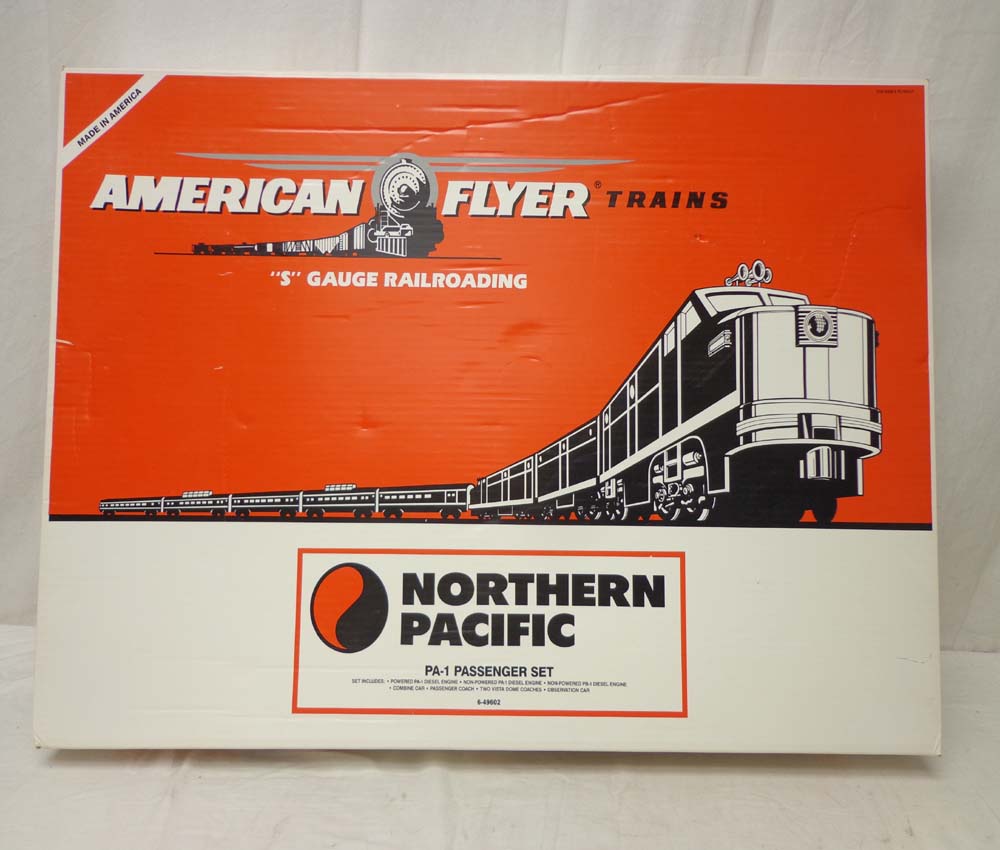 MADE IN AMERICA
AMERICAN FLYER® TRAINS
"S" GAUGE RAILROADING
NORTHERN
PACIFIC
PA-1 PASSENGER SET
SET INCLUDES: • POWERED PA-1 DIESEL ENGINE • NON-POWERED PA-1 DIESEL ENGINE • NON-POWERED PB-1 DIESEL ENGINE
• COMBINE CAR • PASSENGER COACH • TWO VISTA DOME COACHES • OBSERVATION CAR
6-49602